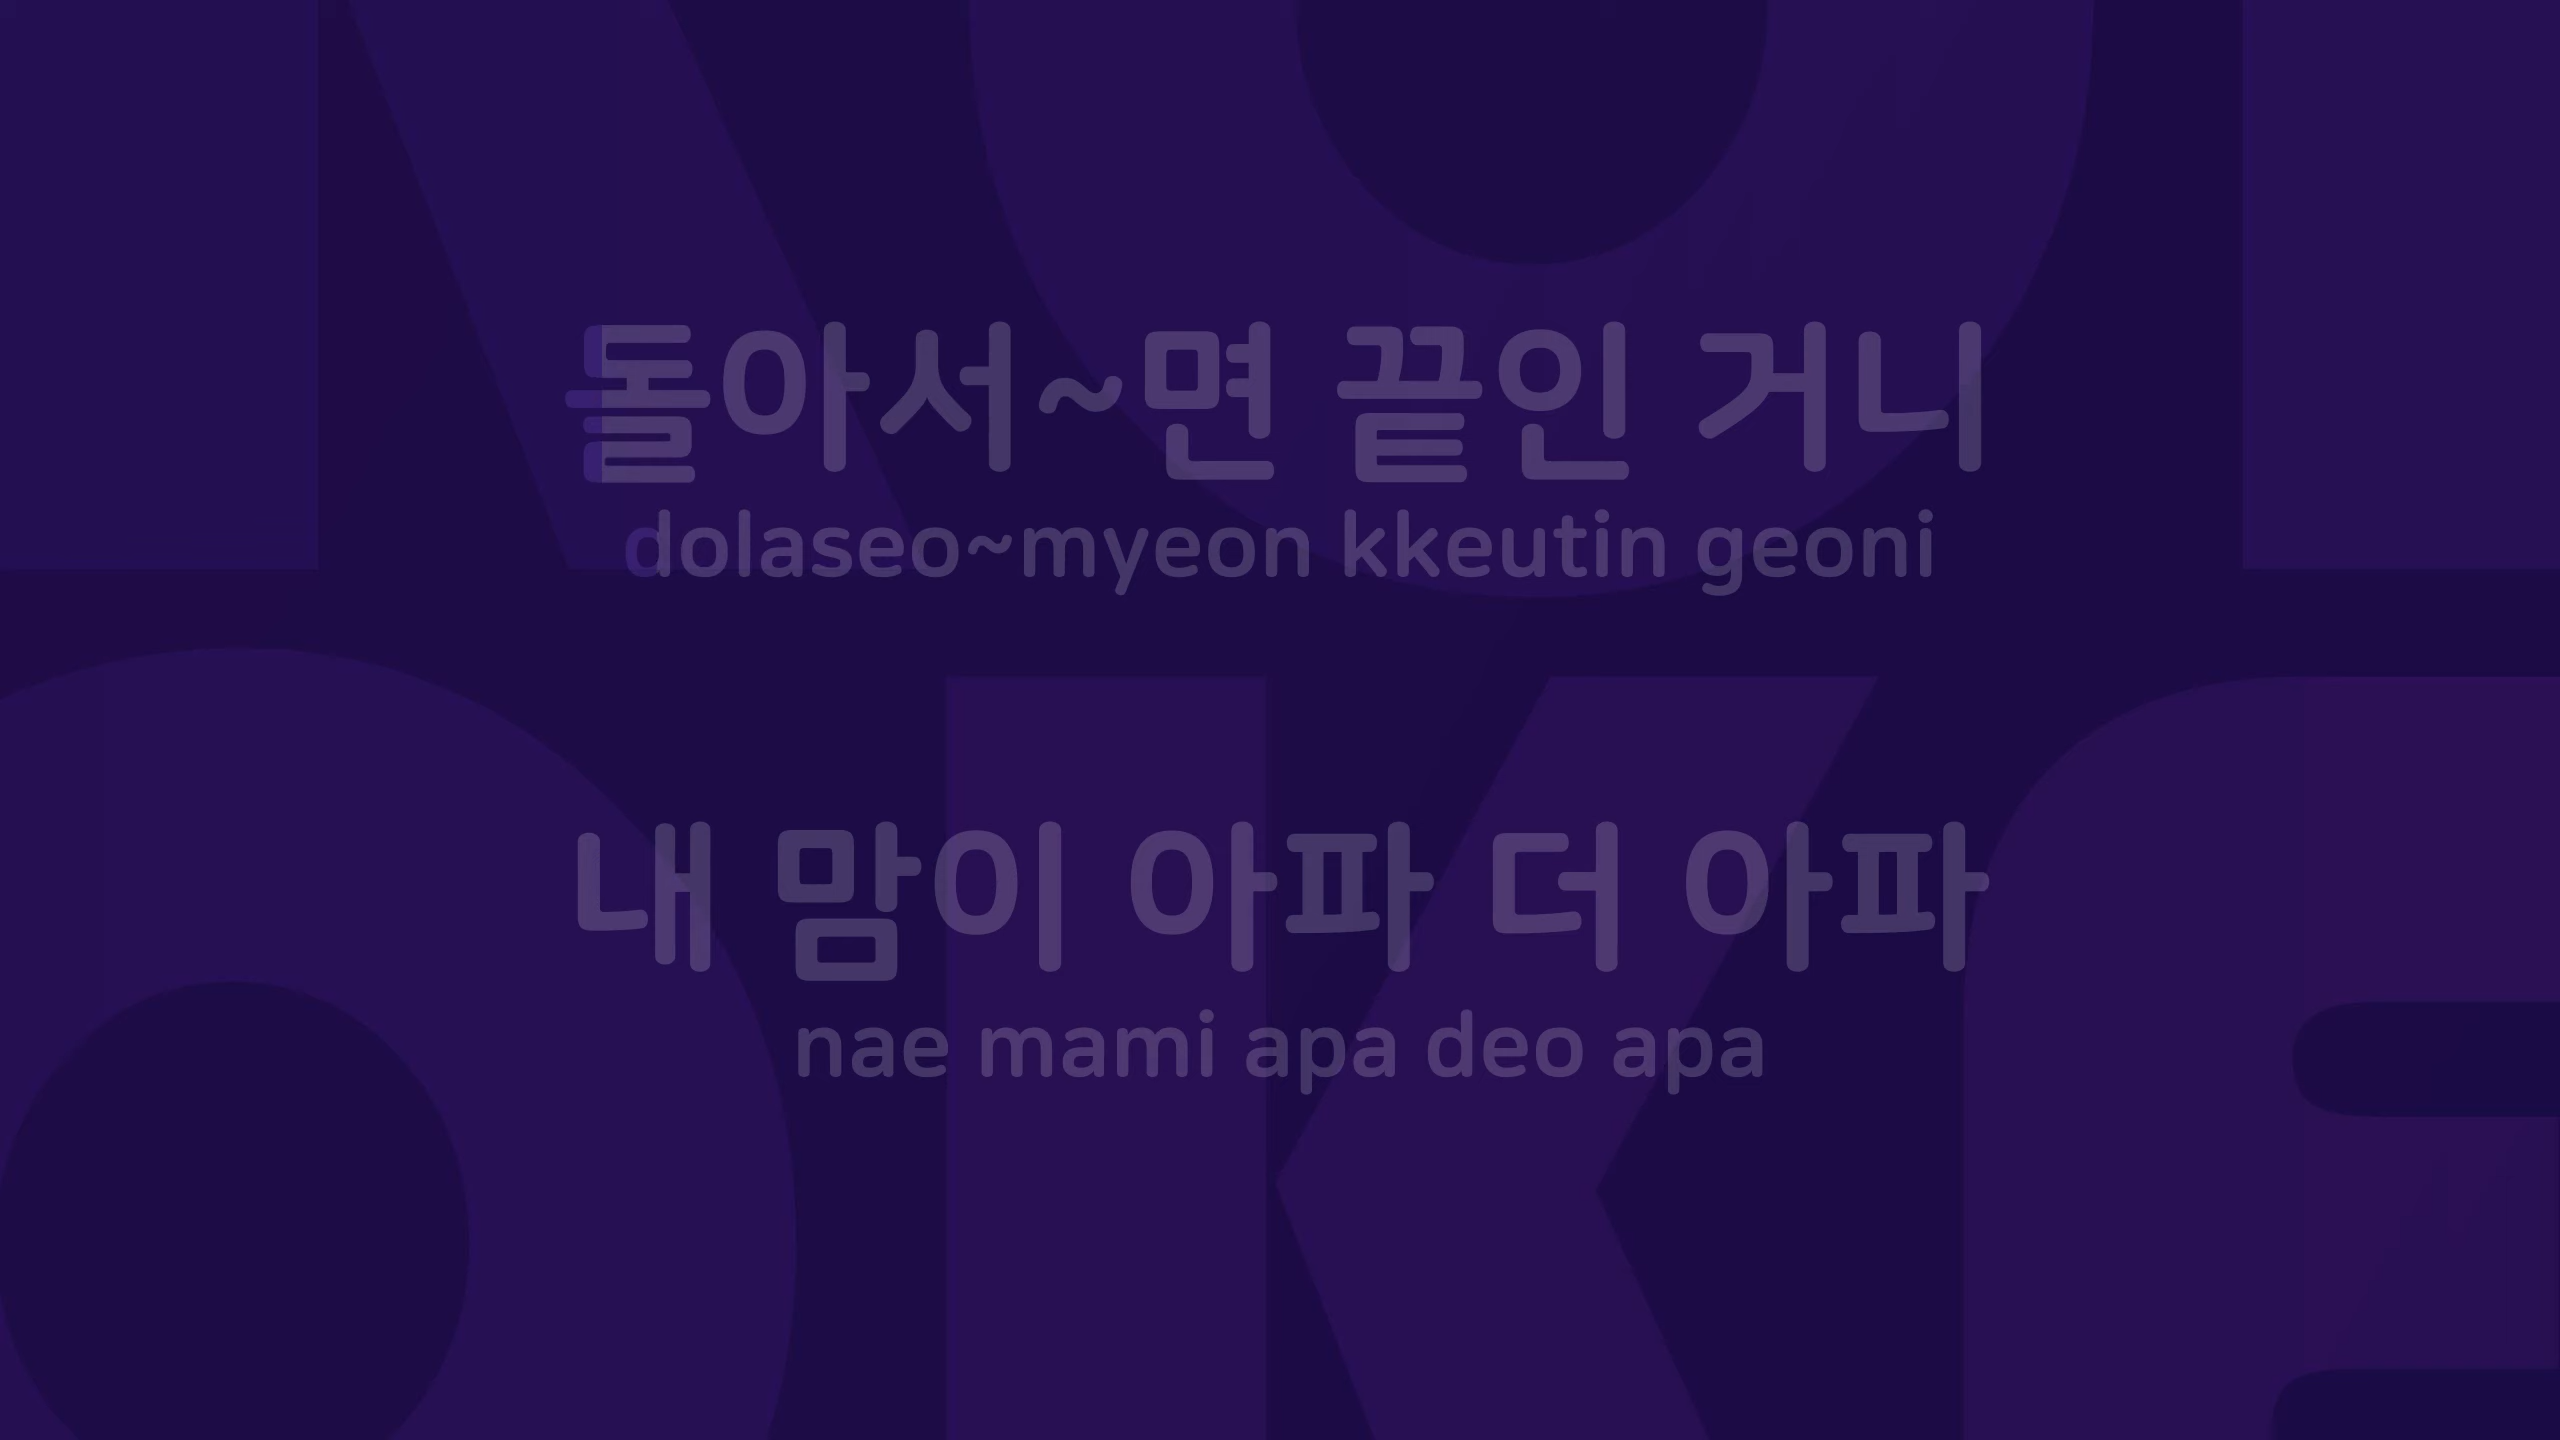 돌아서~면 끝인 거니
dolaseo~myeon kkeutin geoni
내 맘이 아파 더 아파
nae mami apa deo apa